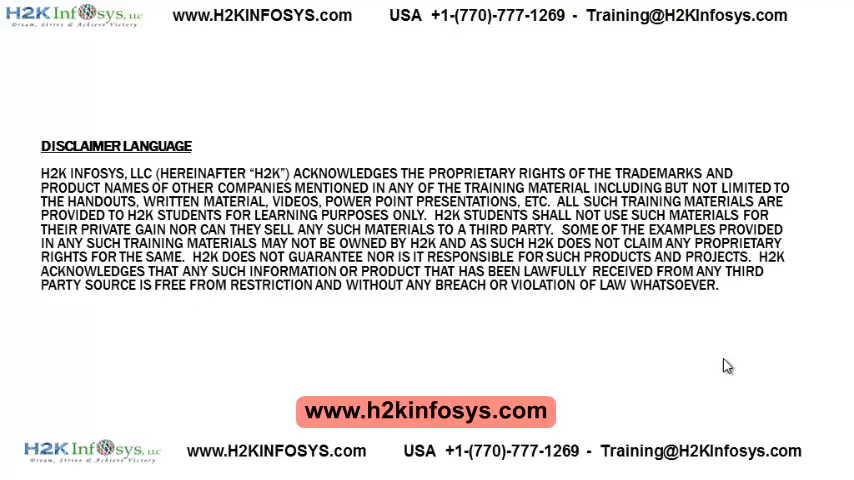 H2K InfoSYS, LLC www.H2KINFOSYS.com USA +1-(770)-777-1269 - Training@H2KInfosys.com
Dream, Strive & Achieve Victory
DISCLAIMER LANGUAGE
H2K INFOSYS, LLC (HEREINAFTER “H2K”) ACKNOWLEDGES THE PROPRIETARY RIGHTS OF THE TRADEMARKS AND
PRODUCT NAMES OF OTHER COMPANIES MENTIONED IN ANY OF THE TRAINING MATERIAL INCLUDING BUT NOT LIMITED TO
THE HANDOUTS, WRITTEN MATERIAL, VIDEOS, POWER POINT PRESENTATIONS, ETC. ALL SUCH TRAINING MATERIALS ARE
PROVIDED TO H2K STUDENTS FOR LEARNING PURPOSES ONLY. H2K STUDENTS SHALL NOT USE SUCH MATERIALS FOR
THEIR PRIVATE GAIN NOR CAN THEY SELL ANY SUCH MATERIALS TO A THIRD PARTY. SOME OF THE EXAMPLES PROVIDED
IN ANY SUCH TRAINING MATERIALS MAY NOT BE OWNED BY H2K AND AS SUCH H2K DOES NOT CLAIM ANY PROPRIETARY
RIGHTS FOR THE SAME. H2K DOES NOT GUARANTEE NOR IS IT RESPONSIBLE FOR SUCH PRODUCTS AND PROJECTS. H2K
ACKNOWLEDGES THAT ANY SUCH INFORMATION OR PRODUCT THAT HAS BEEN LAWFULLY RECEIVED FROM ANY THIRD
PARTY SOURCE IS FREE FROM RESTRICTION AND WITHOUT ANY BREACH OR VIOLATION OF LAW WHATSOEVER.
www.h2kinfosys.com
H2K InfoSYS, LLC www.H2KINFOSYS.com USA +1-(770)-777-1269 - Training@H2KInfosys.com
Dream, Strive & Achieve Victory